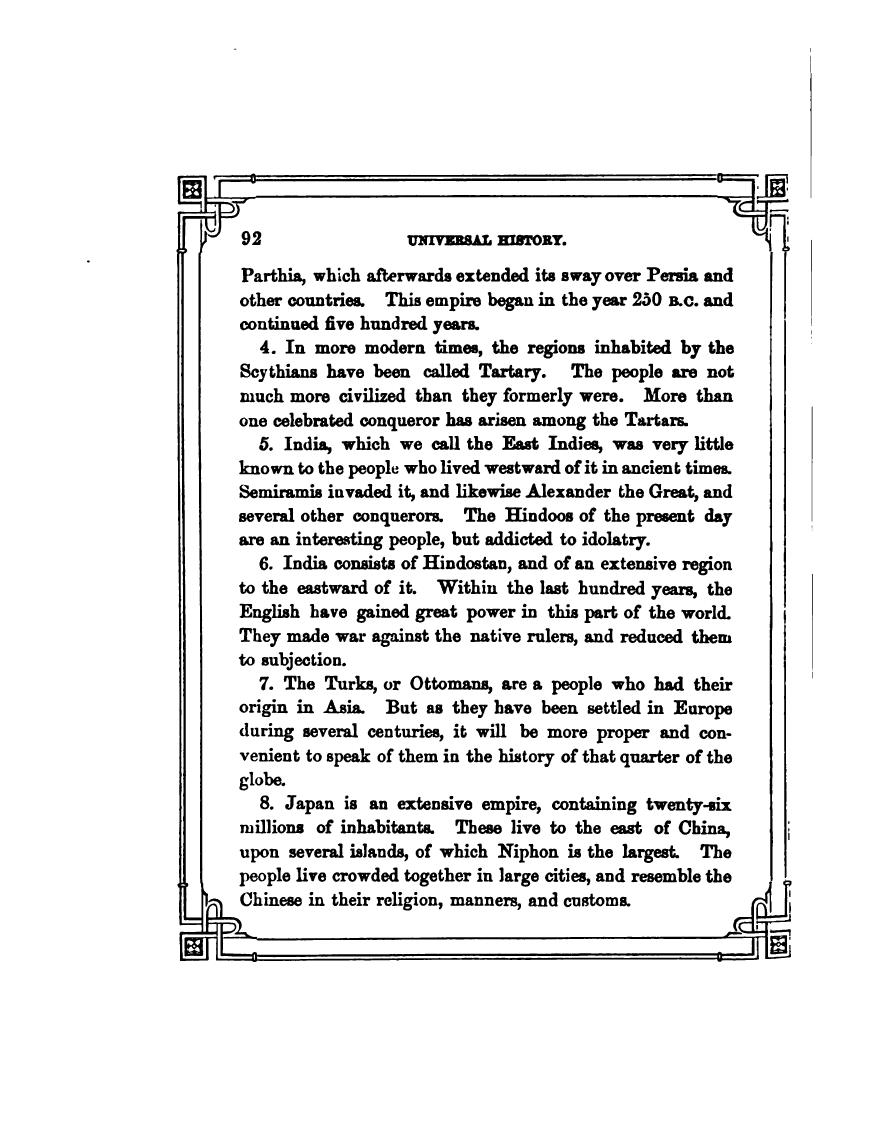 92 UNIVERSAL HISTORY.
Parthia, which afterwards extended its sway over Persia and
other countries. This empire began in the year 250 B.C. and
continued five hundred years.
4. In more modern times, the regions inhabited by the
Scythians have been called Tartary. The people are not
much more civilized than they formerly were. More than
one celebrated conqueror has arisen among the Tartars.
5. India, which we call the East Indies, was very little
known to the people who lived westward of it in ancient times.
Semiramis invaded it, and likewise Alexander the Great, and
several other conquerors. The Hindoos of the present day
are an interesting people, but addicted to idolatry.
6. India consists of Hindostan, and of an extensive region
to the eastward of it. Within the last hundred years, the
English have gained great power in this part of the world.
They made war against the native rulers, and reduced them
to subjection.
7. The Turks, or Ottomans, are a people who had their
origin in Asia. But as they have been settled in Europe
during several centuries, it will be more proper and con-
venient to speak of them in the history of that quarter of the
globe.
8. Japan is an extensive empire, containing twenty-six
millions of inhabitants. These live to the east of China,
upon several islands, of which Niphon is the largest. The
people live crowded together in large cities, and resemble the
Chinese in their religion, manners, and customs.